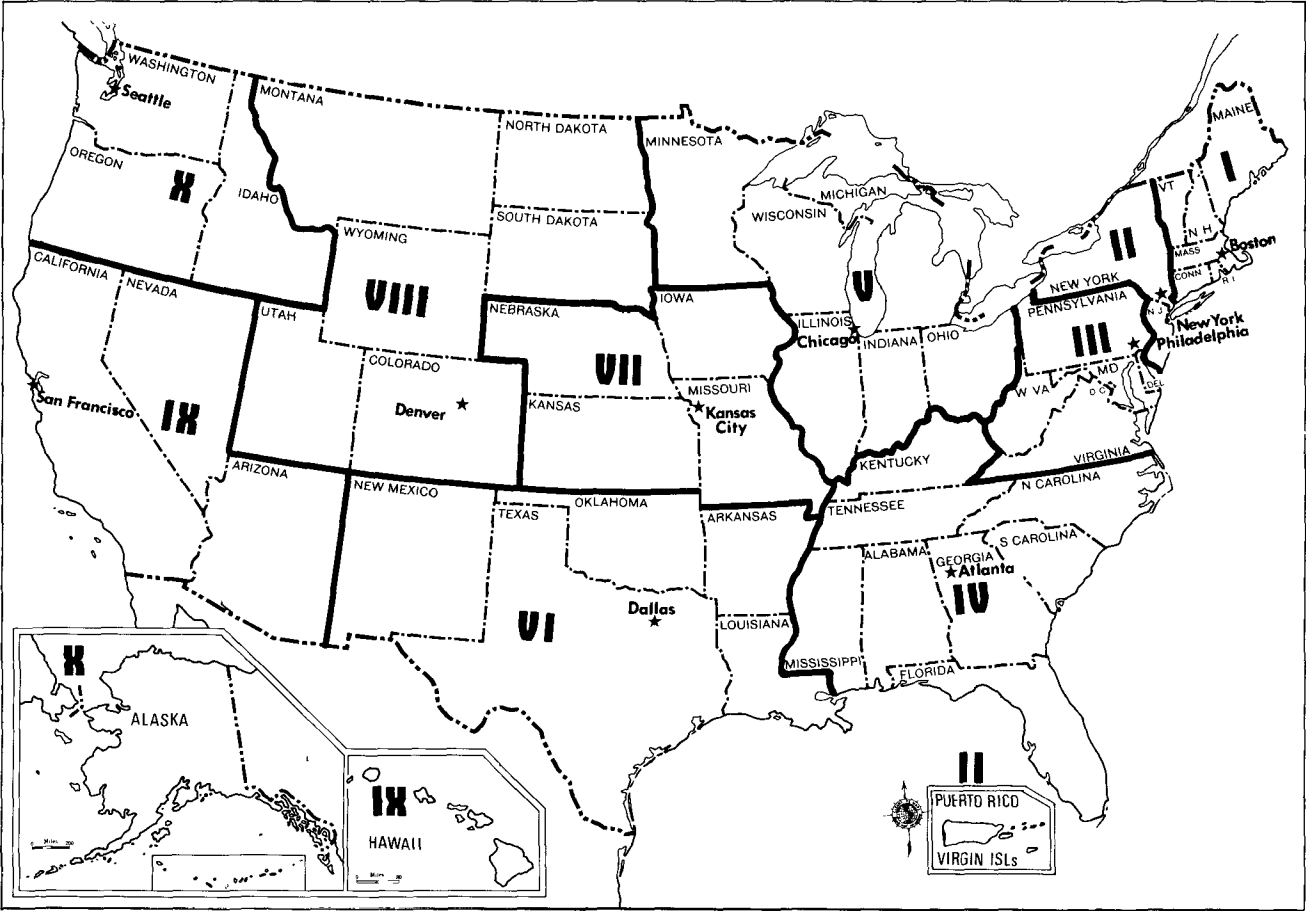 WASHINGTON
Seattle
MONTANA
NORTH DAKOTA
MINNESOTA
MAINE
OREGON
X
IDAHO
I
SOUTH DAKOTA
MICHIGAN
WISCONSIN
VT
N H
WYOMING
II
MASS
Boston
CONN
R I
CALIFORNIA
NEVADA
VIII
V
NEW YORK
UTAH
NEBRASKA
IOWA
PENNSYLVANIA
N J
New York
ILLINOIS
Chicago
INDIANA
OHIO
III
Philadelphia
COLORADO
VII
MD
DEL
W VA
D C
San Francisco
IX
Denver
KANSAS
MISSOURI
Kansas
City
ARIZONA
KENTUCKY
VIRGINIA
NEW MEXICO
N CAROLINA
TEXAS
OKLAHOMA
ARKANSAS
TENNESSEE
S CAROLINA
ALABAMA
GEORGIA
Atlanta
IV
VI
Dallas
LOUISIANA
MISSISSIPPI
FLORIDA
X
ALASKA
Miles
0 200
IX
HAWAII
Miles
II
PUERTO RICO
VIRGIN ISLs